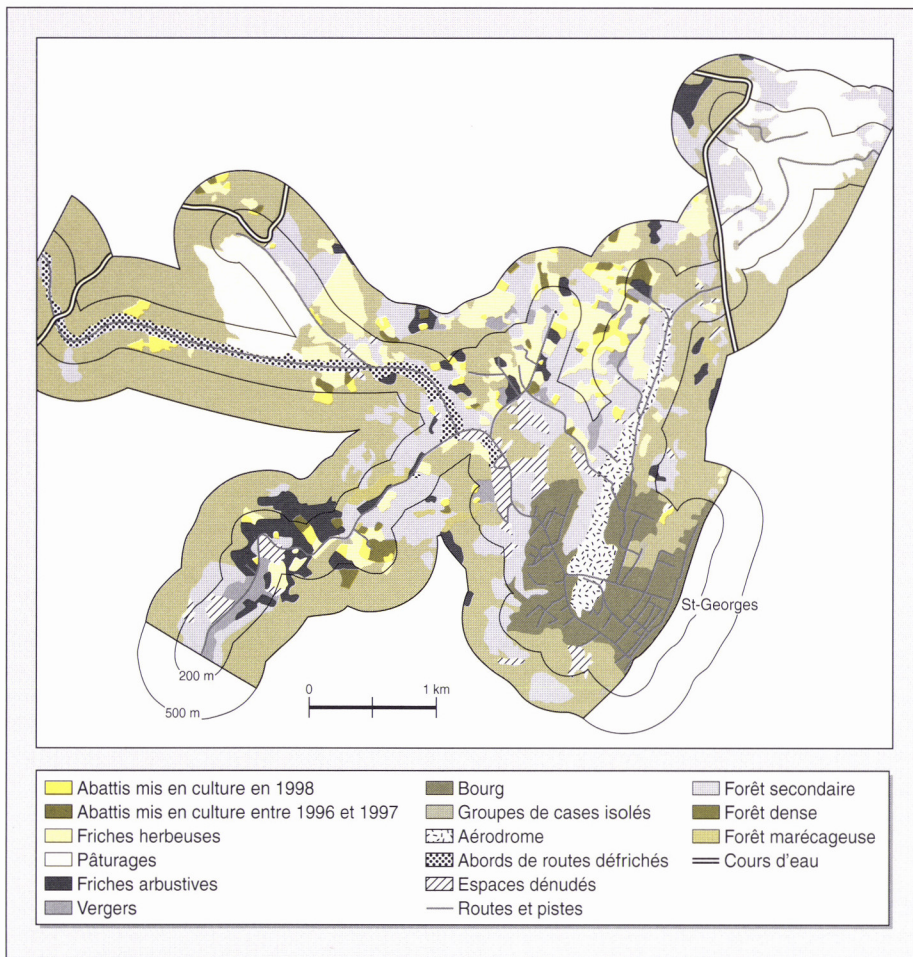 St-Georges
200 m
500 m
0 1 km
Abattis mis en culture en 1998
Abattis mis en culture entre 1996 et 1997
Friches herbeuses
Pâturages
Friches arbustives
Vergers
Bourg
Groupes de cases isolés
Aérodrome
Abords de routes défrichés
Espaces dénudés
Routes et pistes
Forêt secondaire
Forêt dense
Forêt marécageuse
Cours d'eau